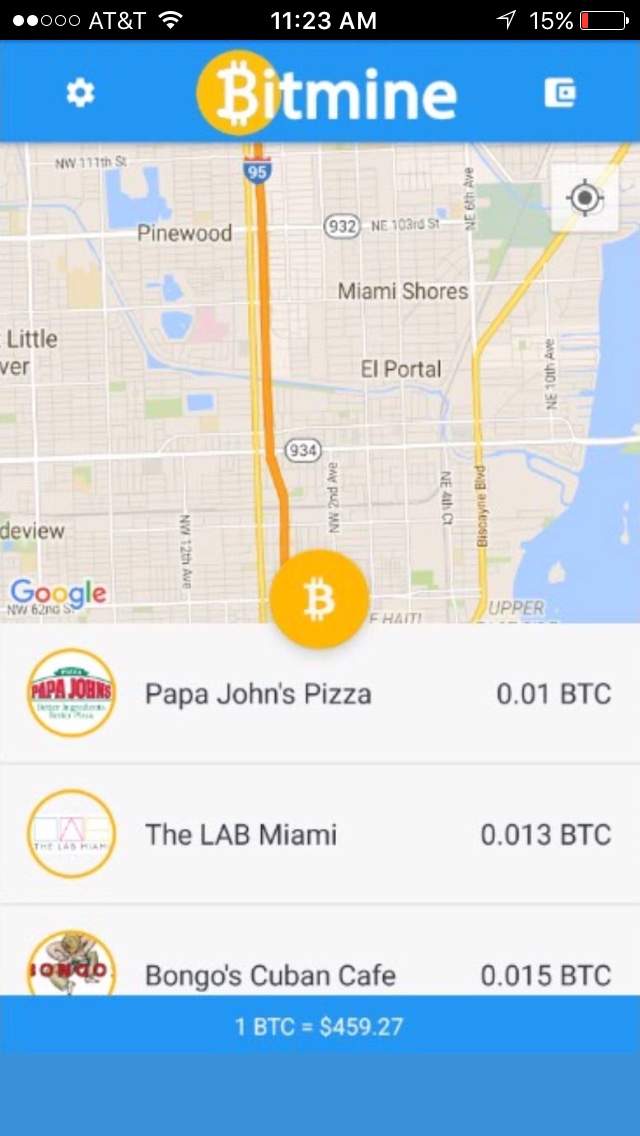 AT&T 11:23 AM 15%
Bitmine
NW 111th St
95
NE 6th Ave
Pinewood
932 NE 103rd St
Miami Shores
Little
ver
El Portal
NE 10th Ave
934
NW 2nd Ave
NE 4th Ct
Biscayne Blvd
deview
NW 12th Ave
Google
NW 62nd St
E HAITI
UPPER
PAPA JOHNS
Better Ingredients
Better Pizza
Papa John's Pizza 0.01 BTC
THE LAB MIAMI
The LAB Miami 0.013 BTC
BONGO
Bongo's Cuban Cafe 0.015 BTC
1 BTC = $459.27